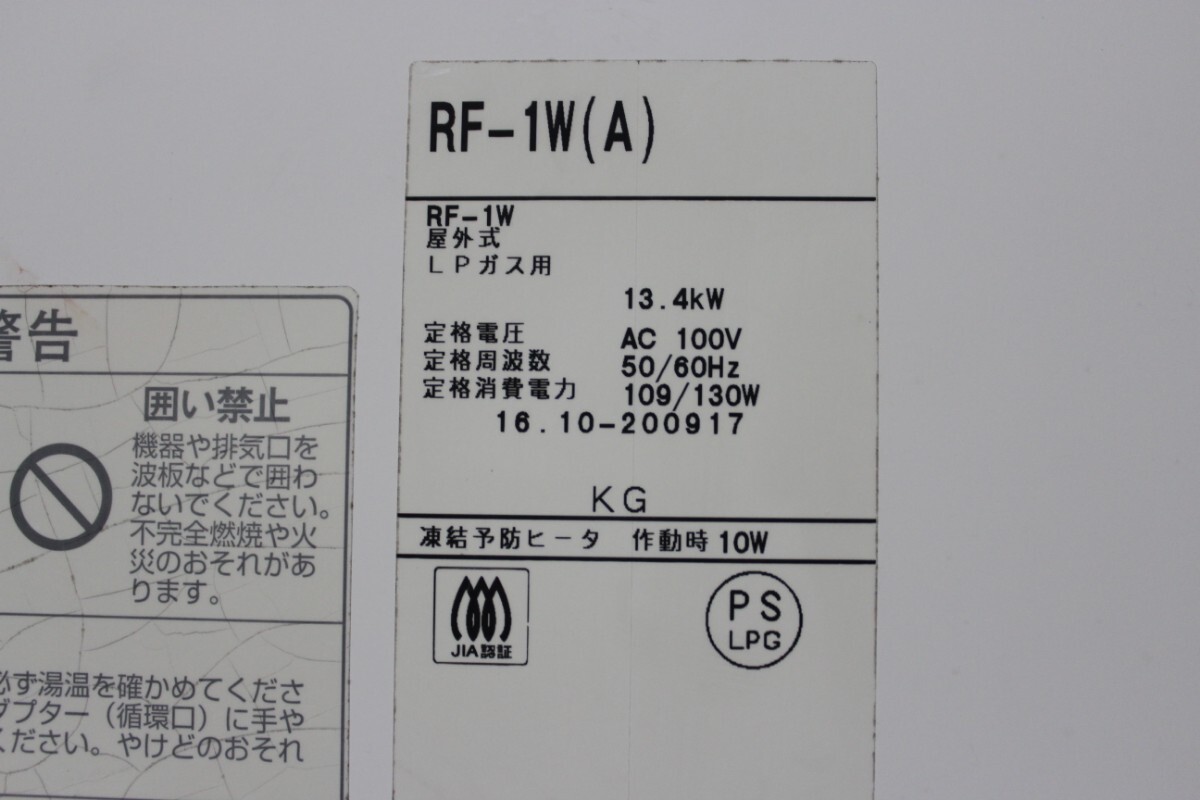 RF-1W(A)
RF-1W
屋外式
LPガス用
13.4kW
定格電圧 AC 100V
定格周波数 50/60Hz
定格消費電力 109/130W
16.10-200917
KG
凍結予防ヒータ 作動時 10W
JIA認証
PS
LPG
警告
囲い禁止
機器や排気口を
波板などで囲わ
ないでください。
不完全燃焼や火
災のおそれがあ
ります。
必ず湯温を確かめてくださ
ダプター(循環口)に手や
ください。やけどのおそれ